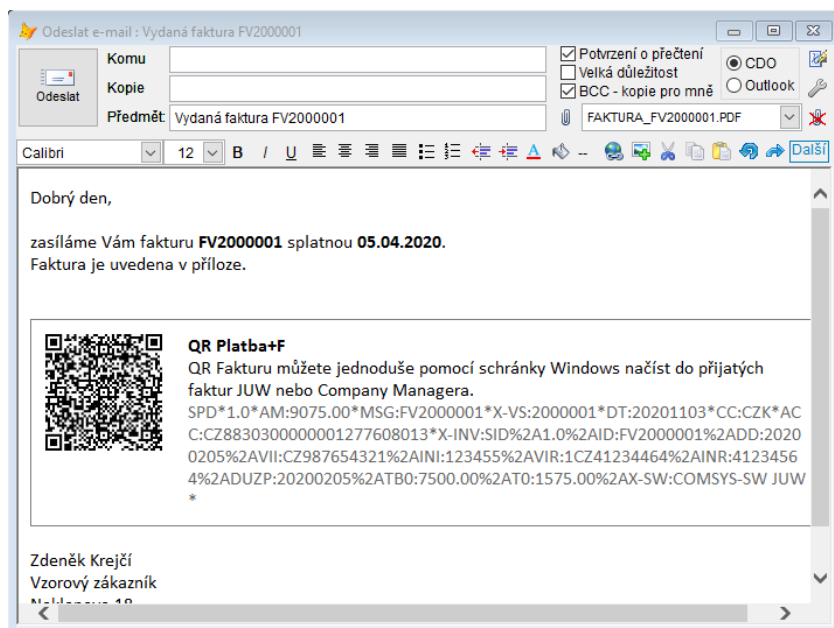 Odeslat e-mail : Vydaná faktura FV2000001
Odeslat
Komu
Kopie
Předmět
Vydaná faktura FV2000001
Potvrzení o přečtení
Velká důležitost
BCC - kopie pro mně
CDO
Outlook
FAKTURA_FV2000001.PDF
Calibri 12 B I U A -- Další
Dobrý den,
zasíláme Vám fakturu FV2000001 splatnou 05.04.2020.
Faktura je uvedena v příloze.
QR Platba+F
QR Fakturu můžete jednoduše pomocí schránky Windows načíst do přijatých
faktur JUW nebo Company Managera.
SPD*1.0*AM:9075.00*MSG:FV2000001*X-VS:2000001*DT:20201103*CC:CZK*AC
C:CZ8830300000001277608013*X-INV:SID%2A1.0%2AID:FV2000001%2ADD:2020
0205%2AVII:CZ987654321%2AINI:123455%2AVIR:1CZ41234464%2AINR:4123456
4%2ADUZP:20200205%2ATB0:7500.00%2AT0:1575.00%2AX-SW:COMSYS-SW JUW
*
Zdeněk Krejčí
Vzorový zákazník